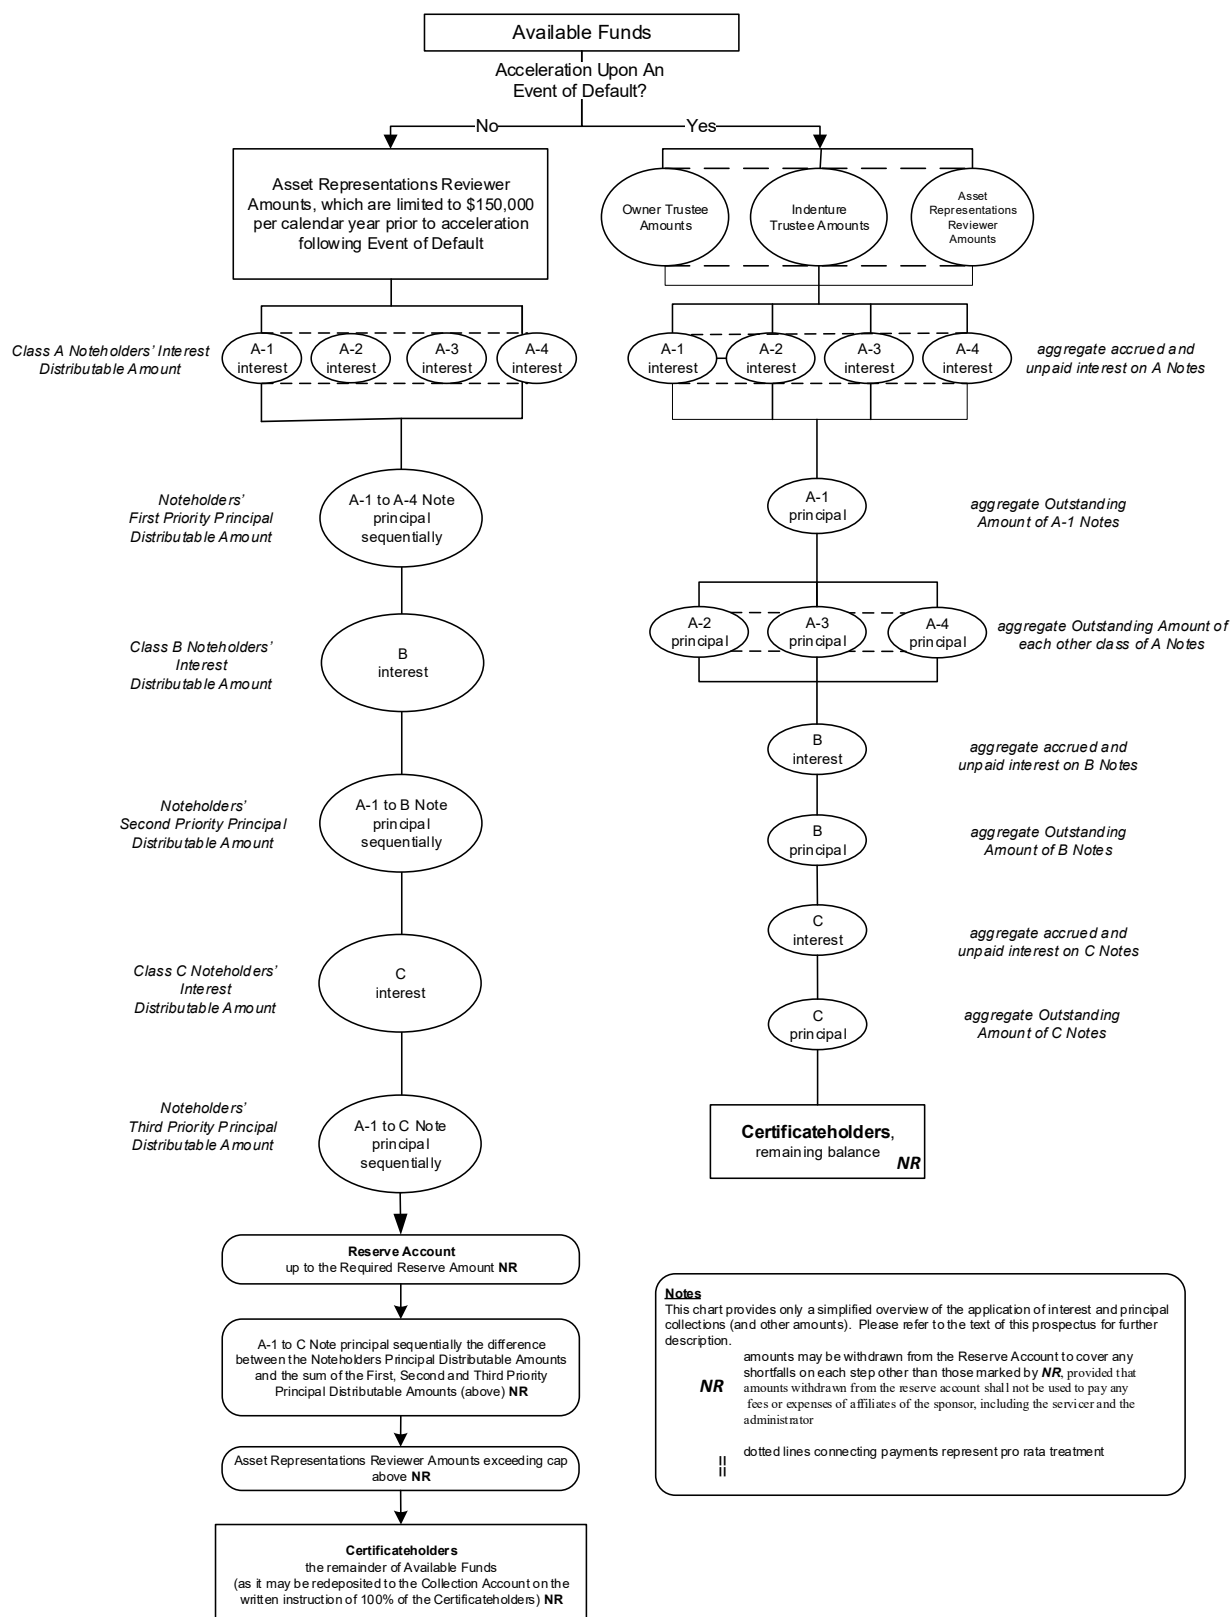 Available Funds
Acceleration Upon An
Event of Default?
No
Yes
Asset Representations Reviewer
Amounts, which are limited to $150,000
per calendar year prior to acceleration
following Event of Default
Owner Trustee
Amounts
Indenture
Trustee Amounts
Asset
Representations
Reviewer
Amounts
Class A Noteholders' Interest
Distributable Amount
A-1
interest
A-2
interest
A-3
interest
A-4
interest
A-1
interest
A-2
interest
A-3
interest
A-4
interest
aggregate accrued and
unpaid interest on A Notes
Noteholders'
First Priority Principal
Distributable Amount
A-1 to A-4 Note
principal
sequentially
A-1
principal
aggregate Outstanding
Amount of A-1 Notes
Class B Noteholders'
Interest
Distributable Amount
B
interest
A-2
principal
A-3
principal
A-4
principal
aggregate Outstanding Amount of
each other class of A Notes
B
interest
aggregate accrued and
unpaid interest on B Notes
Noteholders'
Second Priority Principal
Distributable Amount
A-1 to B Note
principal
sequentially
B
principal
aggregate Outstanding
Amount of B Notes
C
interest
aggregate accrued and
unpaid interest on C Notes
Class C Noteholders'
Interest
Distributable Amount
C
interest
C
principal
aggregate Outstanding
Amount of C Notes
Noteholders'
Third Priority Principal
Distributable Amount
A-1 to C Note
principal
sequentially
Certificateholders,
remaining balance
NR
Reserve Account
up to the Required Reserve Amount NR
A-1 to C Note principal sequentially the difference
between the Noteholders Principal Distributable Amounts
and the sum of the First, Second and Third Priority
Principal Distributable Amounts (above) NR
Asset Representations Reviewer Amounts exceeding cap
above NR
Certificateholders
the remainder of Available Funds
(as it may be redeposited to the Collection Account on the
written instruction of 100% of the Certificateholders) NR
Notes
This chart provides only a simplified overview of the application of interest and principal
collections (and other amounts). Please refer to the text of this prospectus for further
description.
NR
amounts may be withdrawn from the Reserve Account to cover any
shortfalls on each step other than those marked by NR, provided that
amounts withdrawn from the reserve account shall not be used to pay any
fees or expenses of affiliates of the sponsor, including the servicer and the
administrator
dotted lines connecting payments represent pro rata treatment